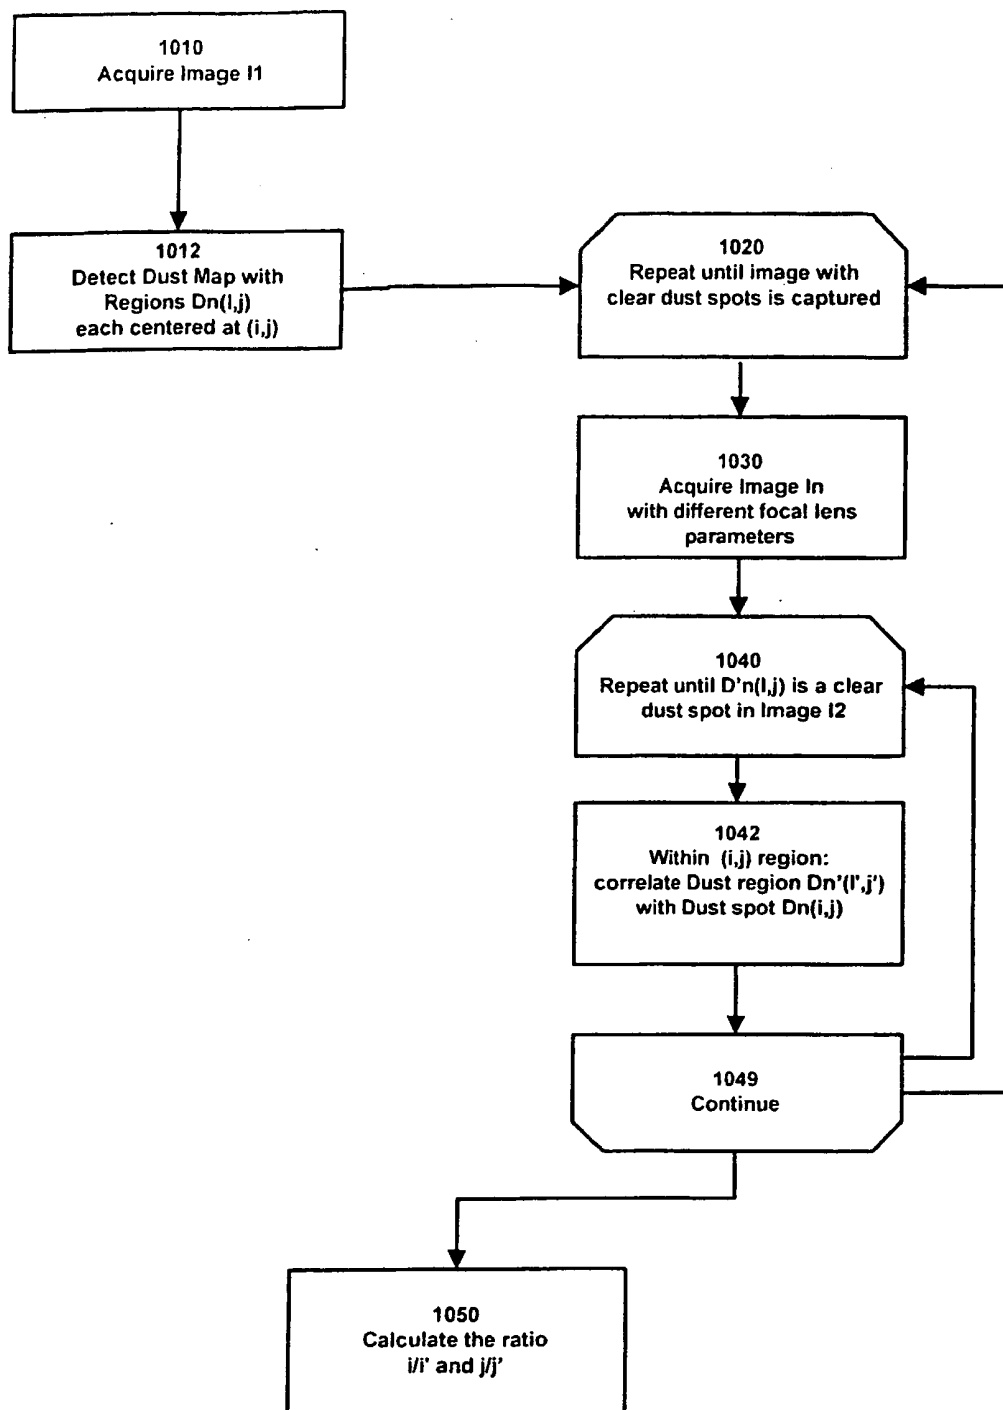 1010
Acquire Image I1
1012
Detect Dust Map with
Regions Dn(I,j)
each centered at (i,j)
1020
Repeat until image with
clear dust spots is captured
1030
Acquire Image In
with different focal lens
parameters
1040
Repeat until D'n(I,j) is a clear
dust spot in Image I2
1042
Within (i,j) region:
correlate Dust region Dn'(I',j')
with Dust spot Dn(i,j)
1049
Continue
1050
Calculate the ratio
i/i' and j/j'